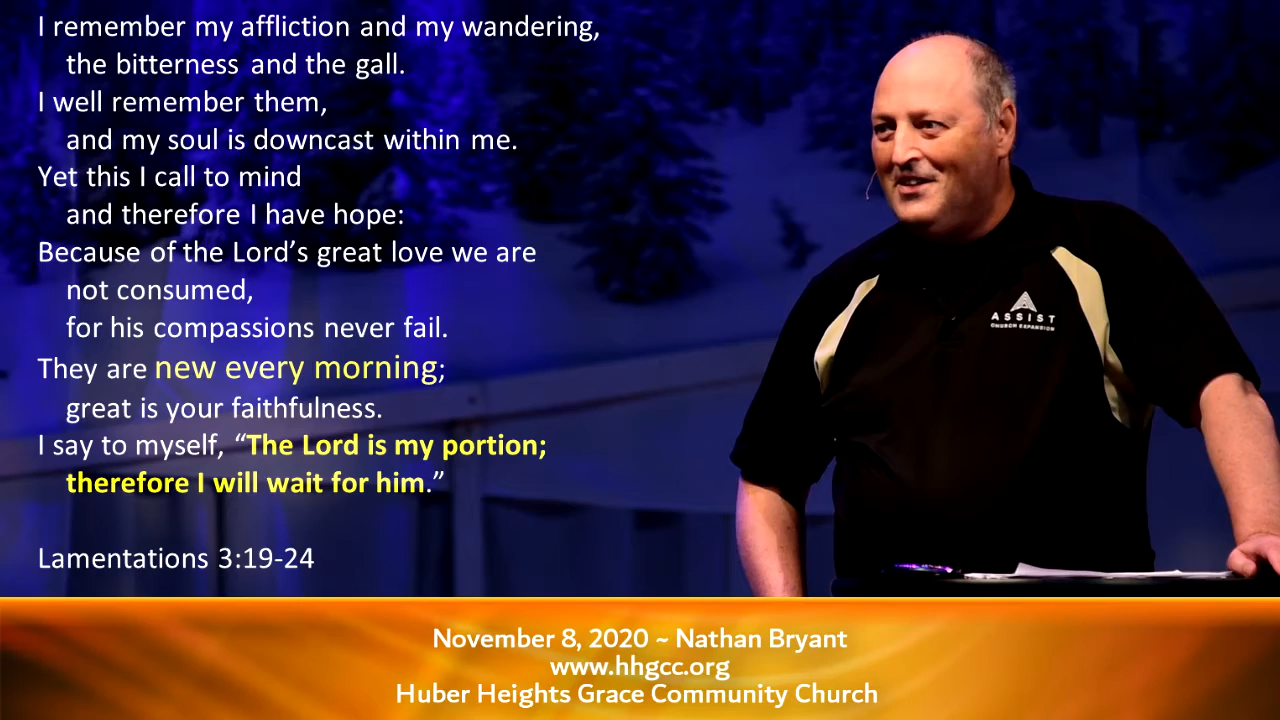 I remember my affliction and my wandering,
the bitterness and the gall.
I well remember them,
and my soul is downcast within me.
Yet this I call to mind
and therefore I have hope:
Because of the Lord’s great love we are
not consumed,
for his compassions never fail.
They are new every morning;
great is your faithfulness.
I say to myself, “The Lord is my portion;
therefore I will wait for him.”
Lamentations 3:19-24
ASSIST
CHURCH EXPANSION
November 8, 2020 ~ Nathan Bryant
www.hhgcc.org
Huber Heights Grace Community Church